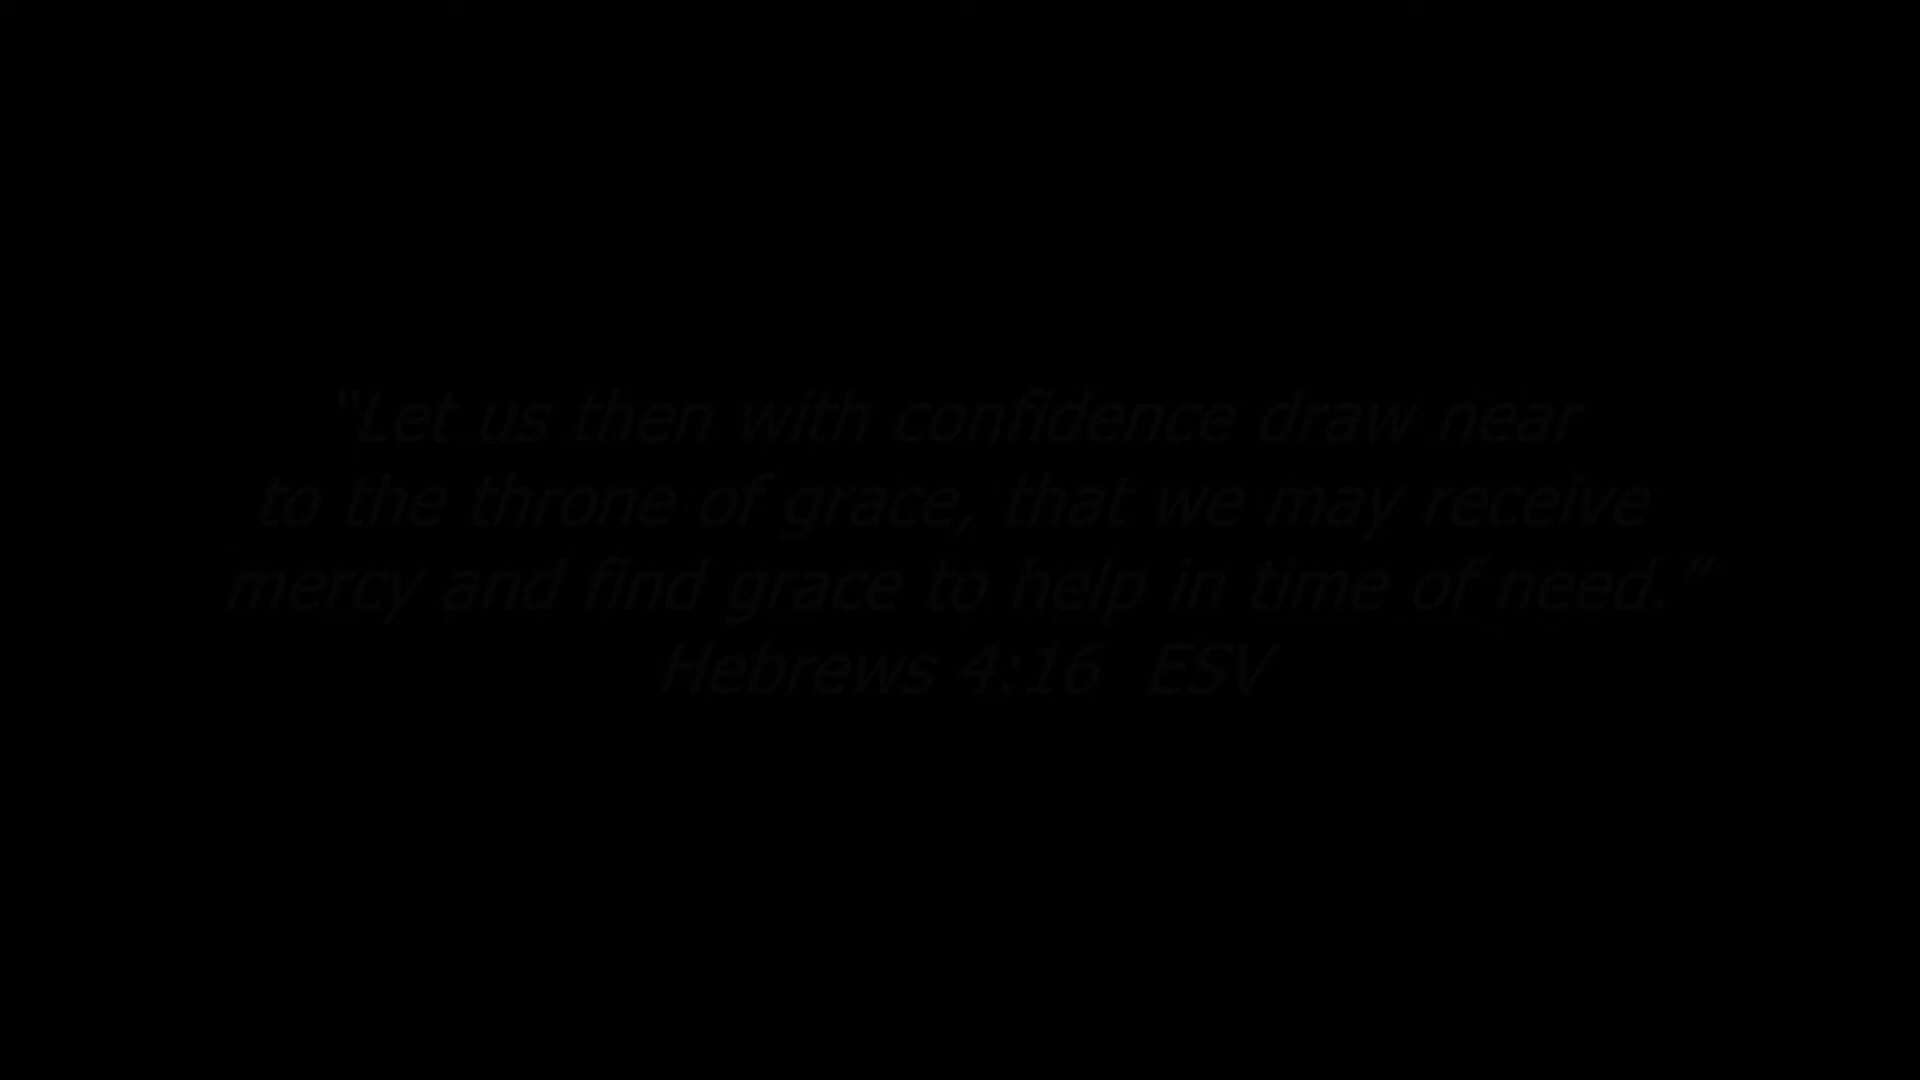 “Let us then with confidence draw near
to the throne of grace, that we may receive
mercy and find grace to help in time of need.”
Hebrews 4:16  ESV